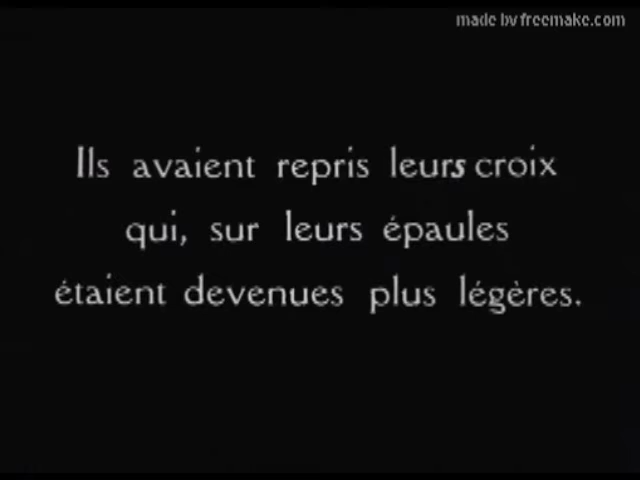 made by freemake.com
Ils avaient repris leurs croix
qui, sur leurs épaules
étaient devenues plus légères.